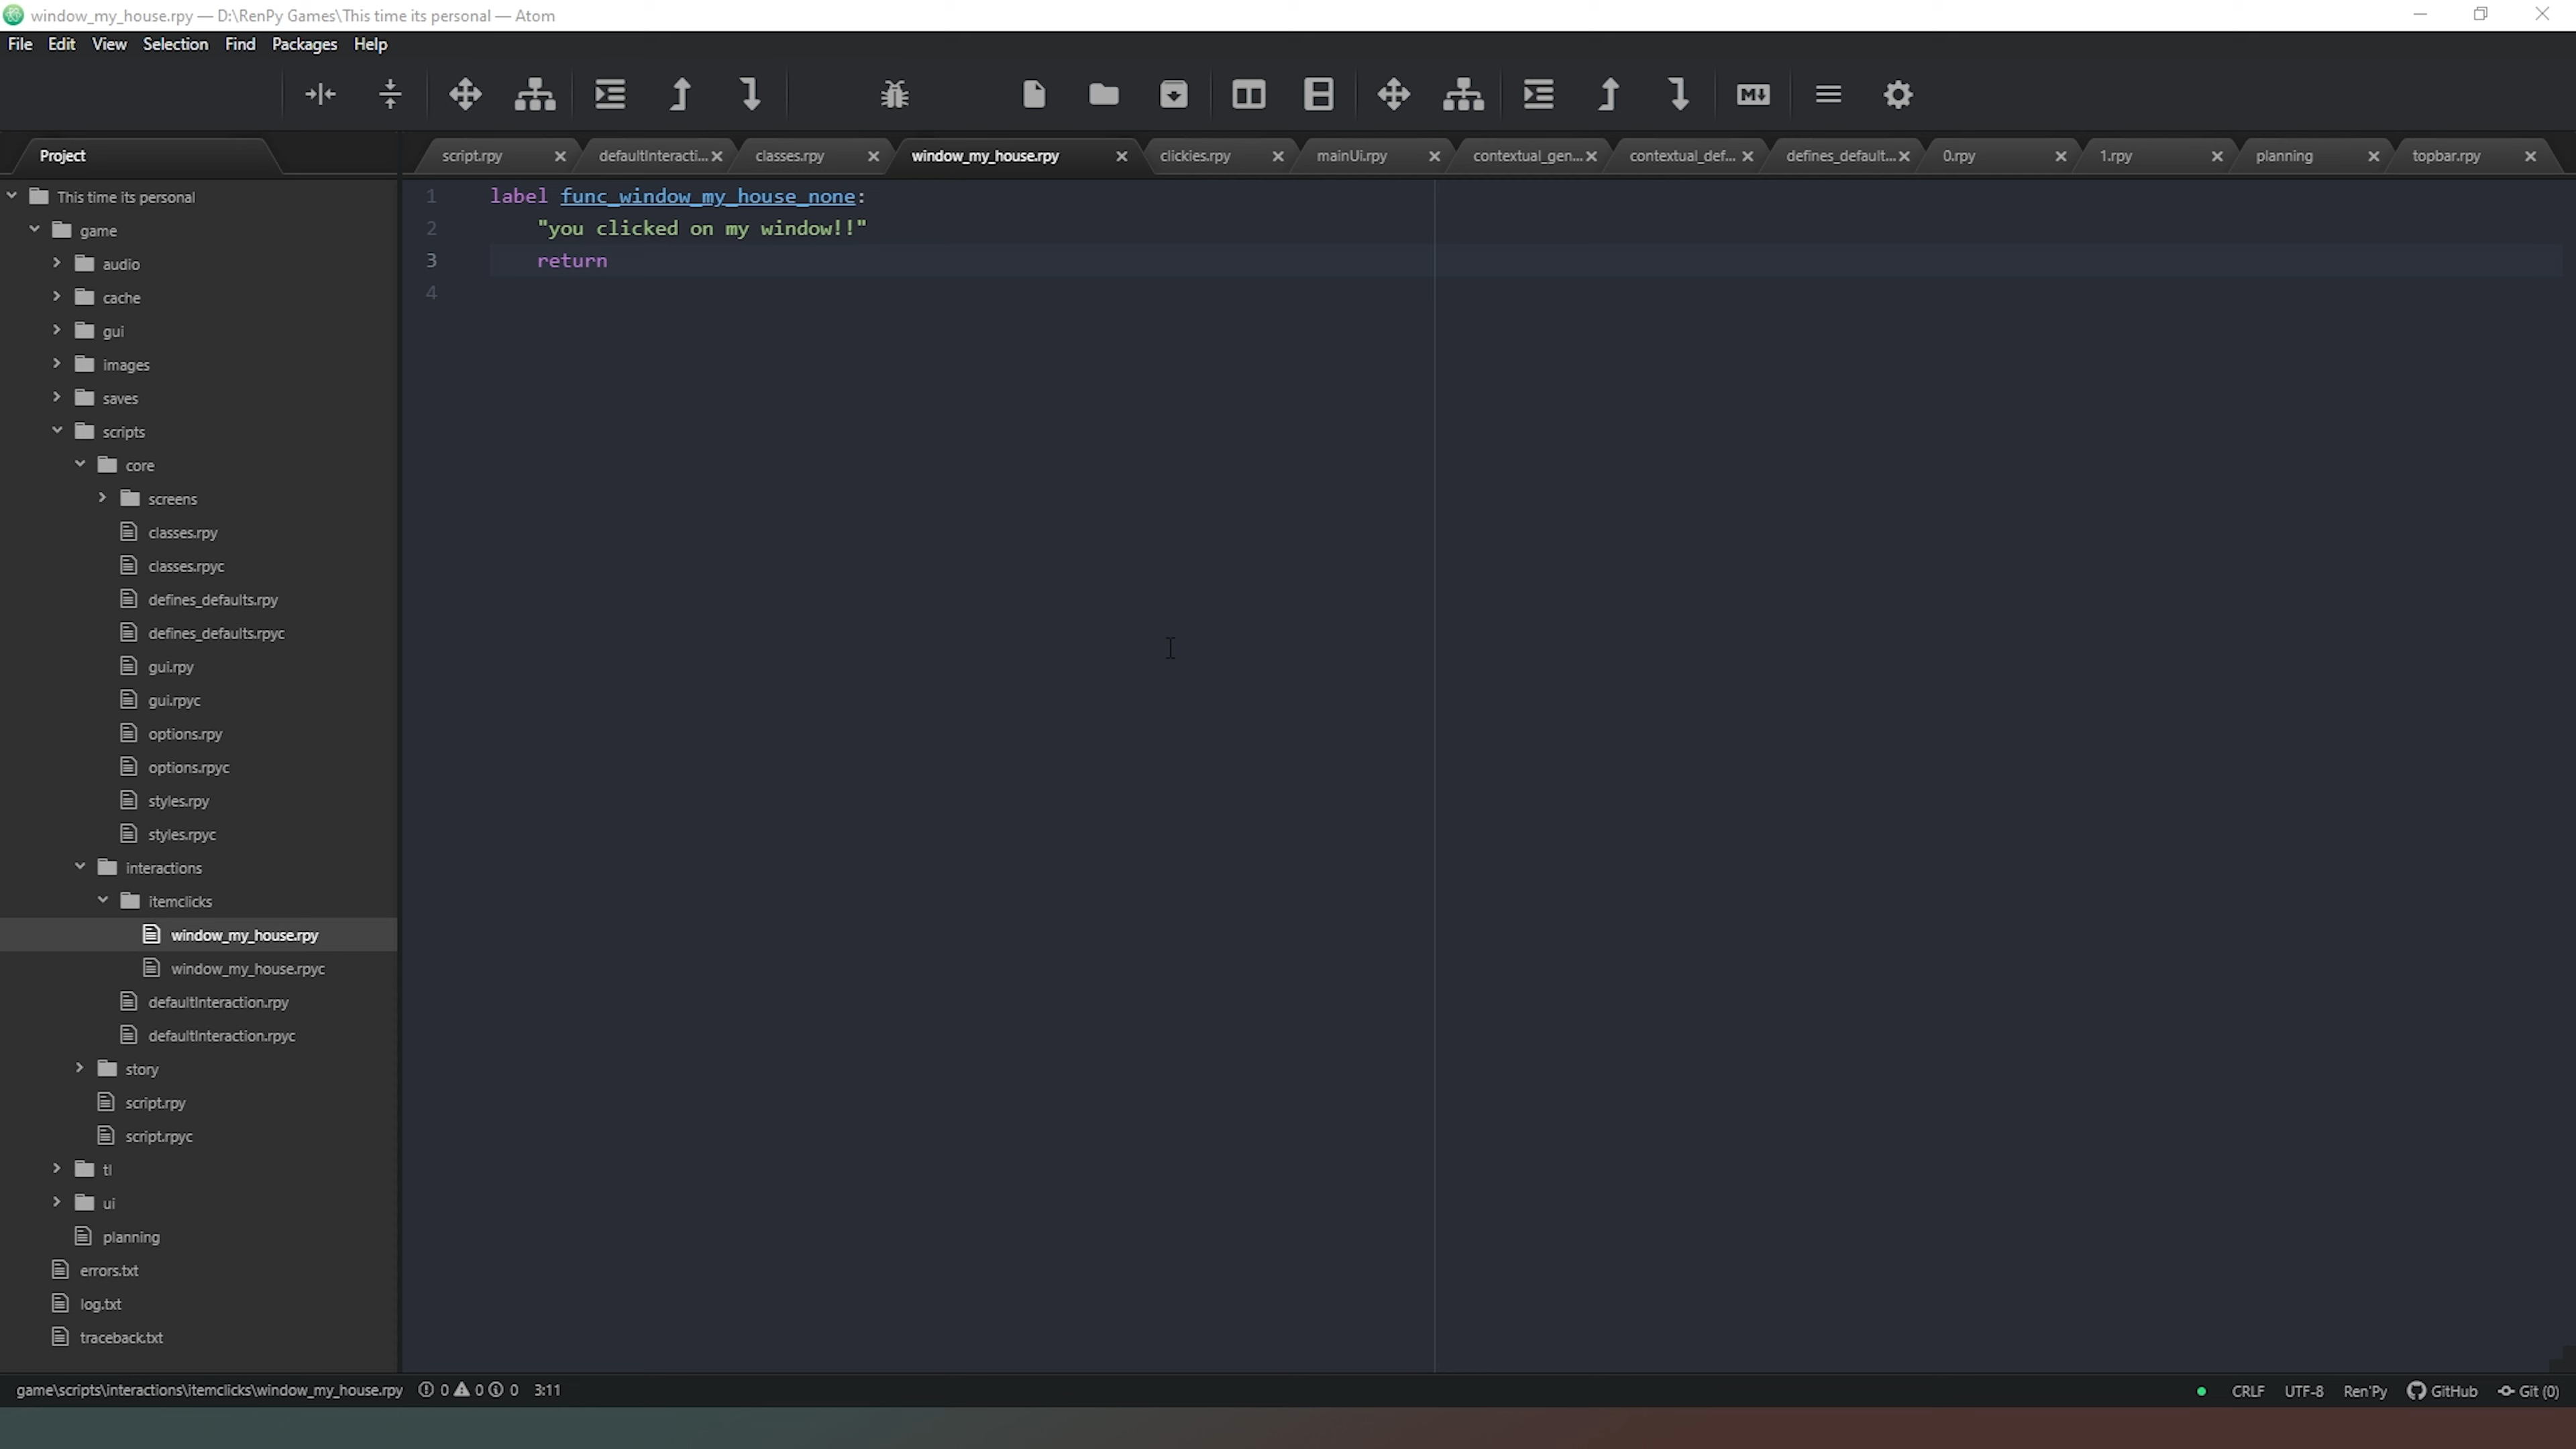 window_my_house.rpy — D:\RenPy Games\This time its personal — Atom
File Edit View Selection Find Packages Help
M↓
Project
script.rpy defaultInteracti... classes.rpy window_my_house.rpy clickies.rpy mainUi.rpy contextual_gen... contextual_def... defines_default... 0.rpy 1.rpy planning topbar.rpy
This time its personal
game
audio
cache
gui
images
saves
scripts
core
screens
classes.rpy
classes.rpyc
defines_defaults.rpy
defines_defaults.rpyc
gui.rpy
gui.rpyc
options.rpy
options.rpyc
styles.rpy
styles.rpyc
interactions
itemclicks
window_my_house.rpy
window_my_house.rpyc
defaultInteraction.rpy
defaultInteraction.rpyc
story
script.rpy
script.rpyc
tl
ui
planning
errors.txt
log.txt
traceback.txt
1 label func_window_my_house_none:
2 "you clicked on my window!!"
3 return
4
game\scripts\interactions\itemclicks\window_my_house.rpy 0 0 0 3:11 CRLF UTF-8 Ren'Py GitHub Git (0)